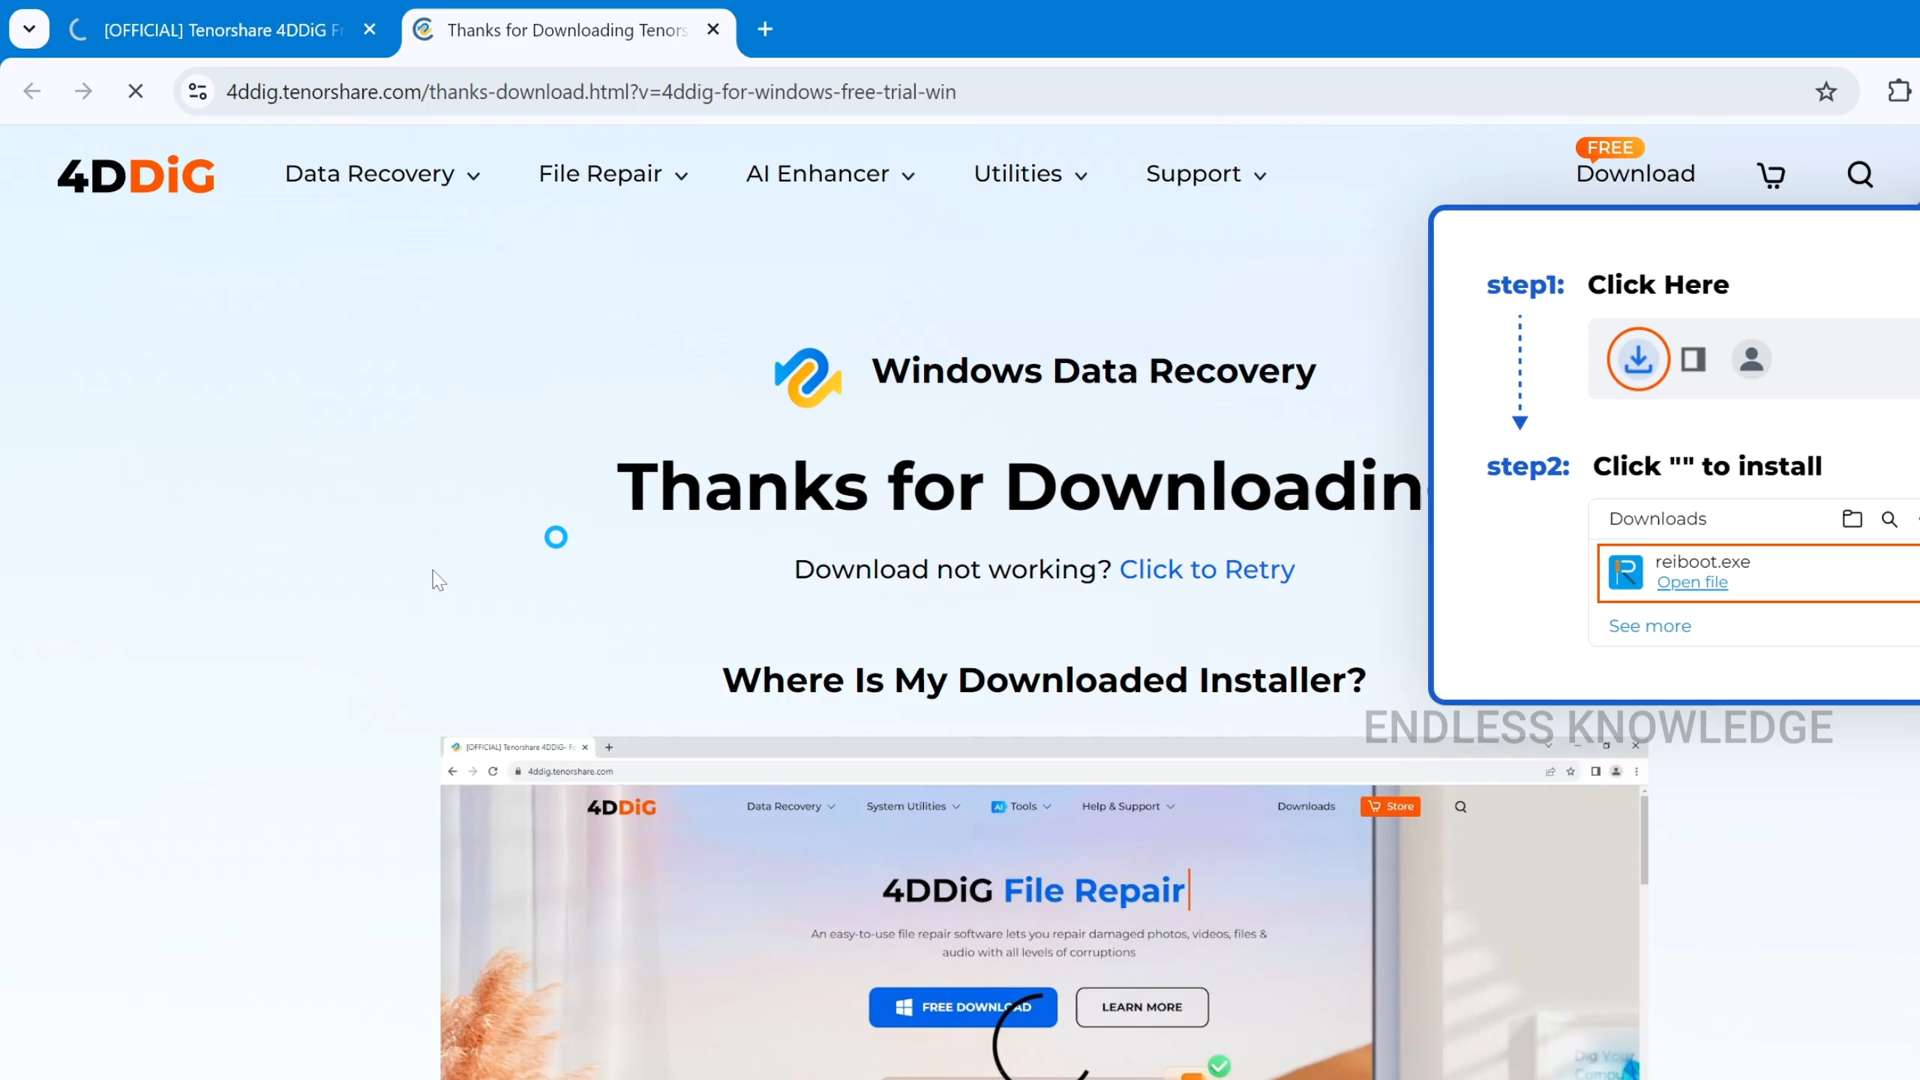 [OFFICIAL] Tenorshare 4DDiG Fr
Thanks for Downloading Tenors
4ddig.tenorshare.com/thanks-download.html?v=4ddig-for-windows-free-trial-win
4DDiG
Data Recovery
File Repair
AI Enhancer
Utilities
Support
FREE
Download
step1: Click Here
Windows Data Recovery
step2: Click "" to install
Thanks for Downloadin
Downloads
reiboot.exe
Open file
See more
Download not working? Click to Retry
Where Is My Downloaded Installer?
ENDLESS KNOWLEDGE
[OFFICIAL] Tenorshare 4DDiG- Fo
4ddig.tenorshare.com
4DDiG
Data Recovery
System Utilities
AI Tools
Help & Support
Downloads
Store
4DDiG File Repair
An easy-to-use file repair software lets you repair damaged photos, videos, files &
audio with all levels of corruptions
FREE DOWNLOAD
LEARN MORE
Dig Your